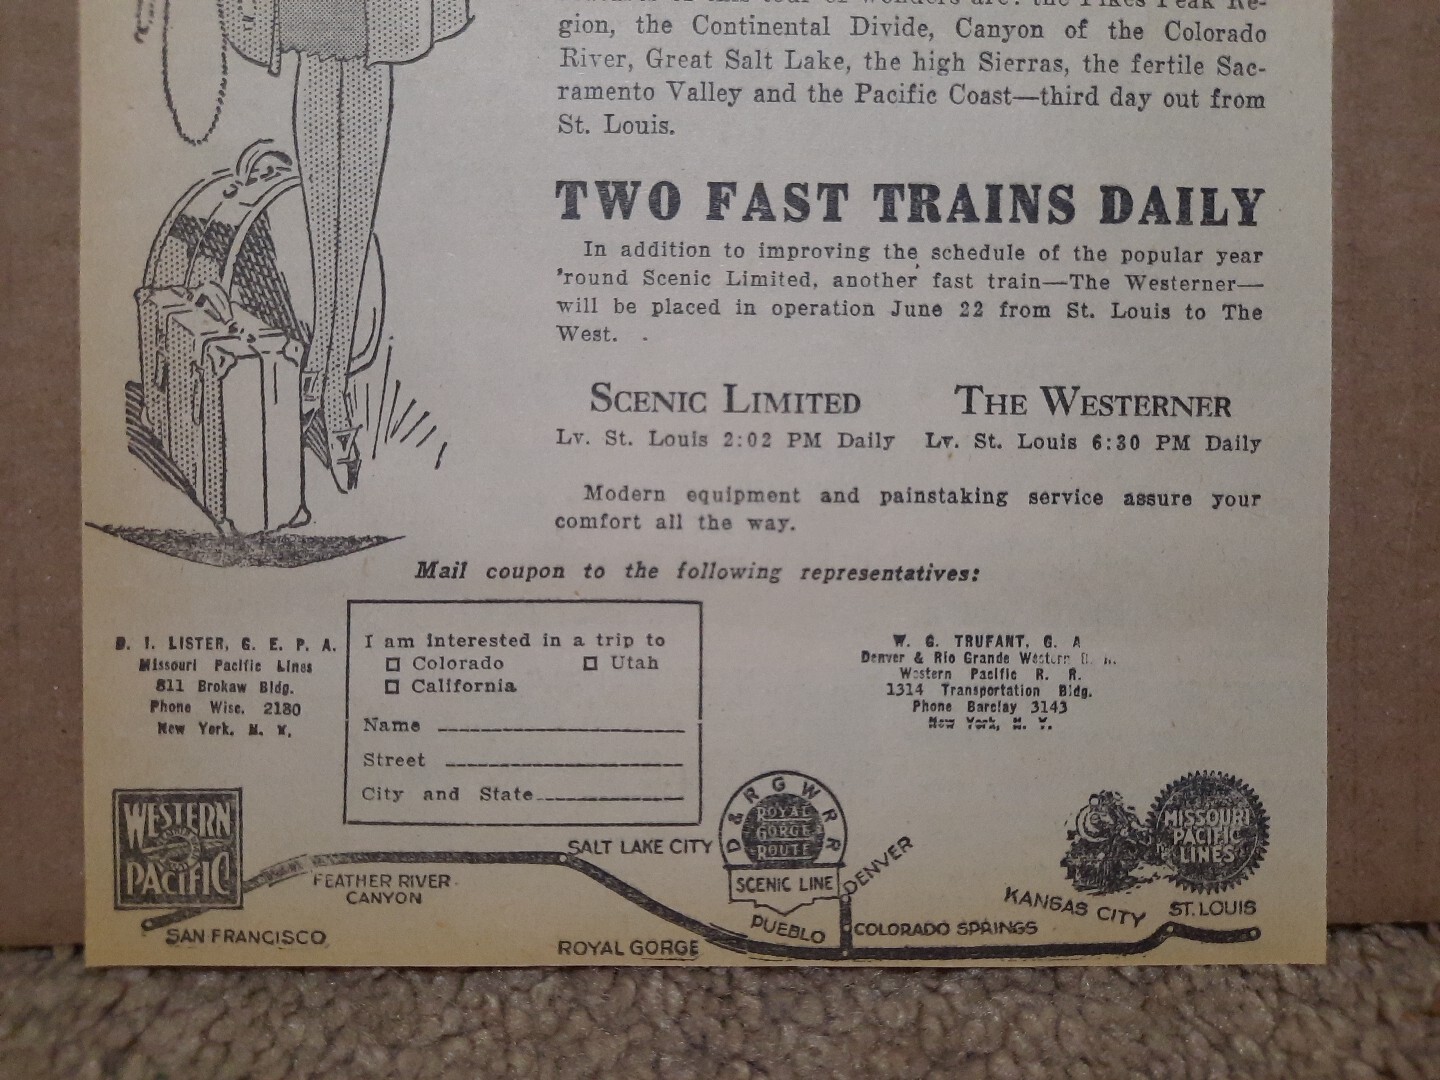 gion, the Continental Divide, Canyon of the Colorado
River, Great Salt Lake, the high Sierras, the fertile Sac-
ramento Valley and the Pacific Coast—third day out from
St. Louis.
TWO FAST TRAINS DAILY
In addition to improving the schedule of the popular year
'round Scenic Limited, another fast train—The Westerner—
will be placed in operation June 22 from St. Louis to The
West.
SCENIC LIMITED
Lv. St. Louis 2:02 PM Daily
THE WESTERNER
Lv. St. Louis 6:30 PM Daily
Modern equipment and painstaking service assure your
comfort all the way.
Mail coupon to the following representatives:
D. I. LISTER, G. E. P. A.
Missouri Pacific Lines
811 Brokaw Bldg.
Phone Wisc. 2180
New York, N. Y.
I am interested in a trip to
Colorado Utah
California
Name
Street
City and State
W. G. TRUFANT, G. A
Denver & Rio Grande Western
Western Pacific R. R.
1314 Transportation Bldg.
Phone Barclay 3143
New York, N. Y.
WESTERN
PACIFIC
SAN FRANCISCO
FEATHER RIVER
CANYON
SALT LAKE CITY
ROYAL GORGE
D & R G W R R
ROYAL
GORGE
ROUTE
SCENIC LINE
PUEBLO
DENVER
COLORADO SPRINGS
KANSAS CITY
MISSOURI
PACIFIC
LINES
ST. LOUIS